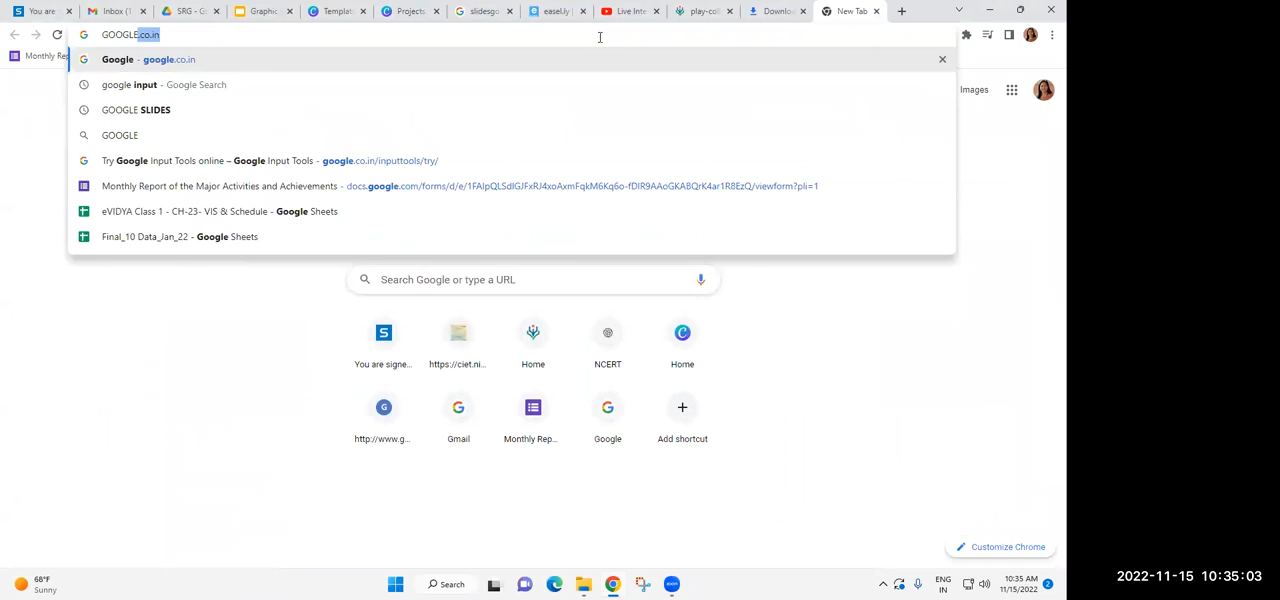 You are
Inbox (1
SRG - Go
Graphic
Templat
Projects
slidesgo
easel.ly |
Live Inte
play-coll
Downlo
New Tab
GOOGLE.co.in
Monthly Rep
Google - google.co.in
google input - Google Search
GOOGLE SLIDES
GOOGLE
Try Google Input Tools online – Google Input Tools - google.co.in/inputtools/try/
Monthly Report of the Major Activities and Achievements - docs.google.com/forms/d/e/1FAIpQLSdIGJFxRJ4xoAxmFqkM6Kq6o-fDIR9AAoGKABQrK4ar1R8EzQ/viewform?pli=1
eVIDYA Class 1 - CH-23- VIS & Schedule - Google Sheets
Final_10 Data_Jan_22 - Google Sheets
Images
Search Google or type a URL
You are signe...
https://ciet.ni...
Home
NCERT
Home
http://www.g...
Gmail
Monthly Rep...
Google
Add shortcut
Customize Chrome
68°F
Sunny
Search
ENG
IN
10:35 AM
11/15/2022
2
2022-11-15 10:35:03